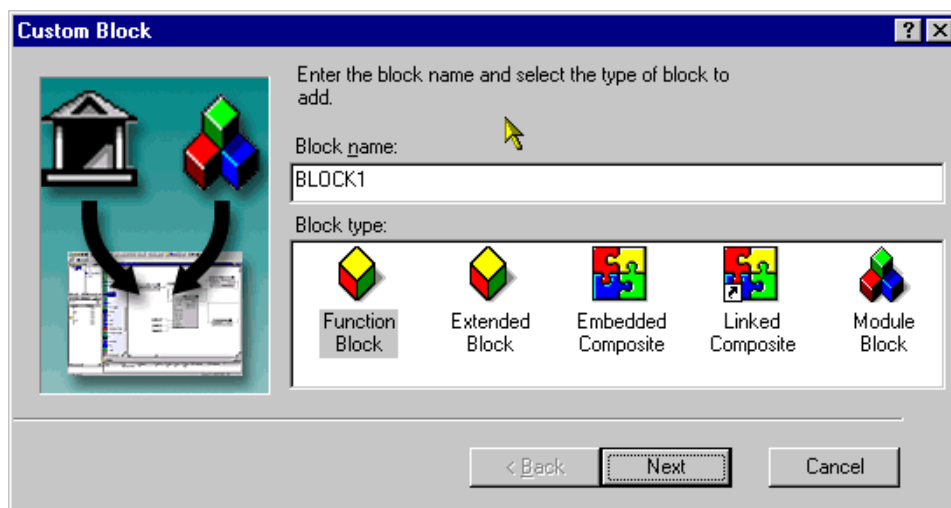 Custom Block
Enter the block name and select the type of block to
add.
Block name:
BLOCK1
Block type:
Function
Block
Extended
Block
Embedded
Composite
Linked
Composite
Module
Block
< Back
Next
Cancel